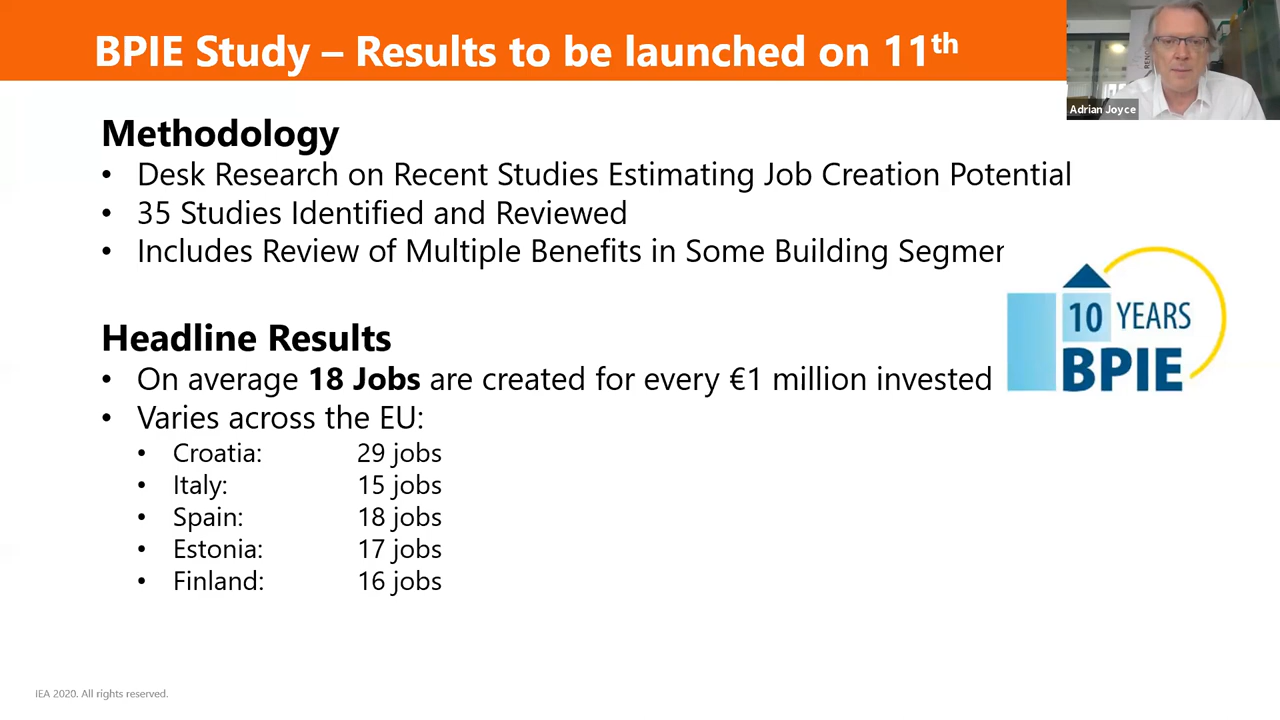 BPIE Study – Results to be launched on 11th
Adrian Joyce
Methodology
• Desk Research on Recent Studies Estimating Job Creation Potential
• 35 Studies Identified and Reviewed
• Includes Review of Multiple Benefits in Some Building Segmer
10 YEARS
BPIE
Headline Results
• On average 18 Jobs are created for every €1 million invested
• Varies across the EU:
• Croatia: 29 jobs
• Italy: 15 jobs
• Spain: 18 jobs
• Estonia: 17 jobs
• Finland: 16 jobs
IEA 2020. All rights reserved.